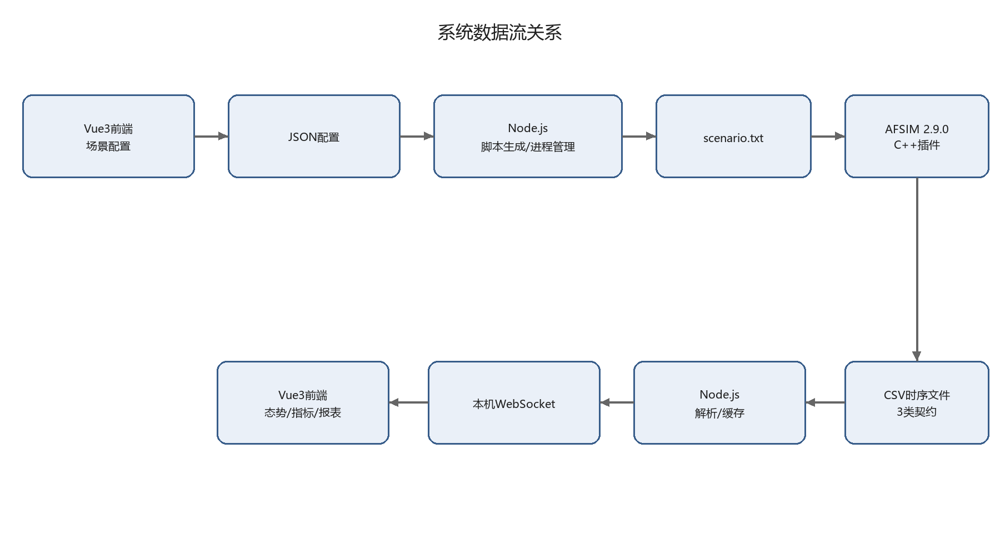 系统数据流关系
Vue3前端
场景配置
JSON配置
Node.js
脚本生成/进程管理
scenario.txt
AFSIM 2.9.0
C++插件
Vue3前端
态势/指标/报表
本机WebSocket
Node.js
解析/缓存
CSV时序文件
3类契约